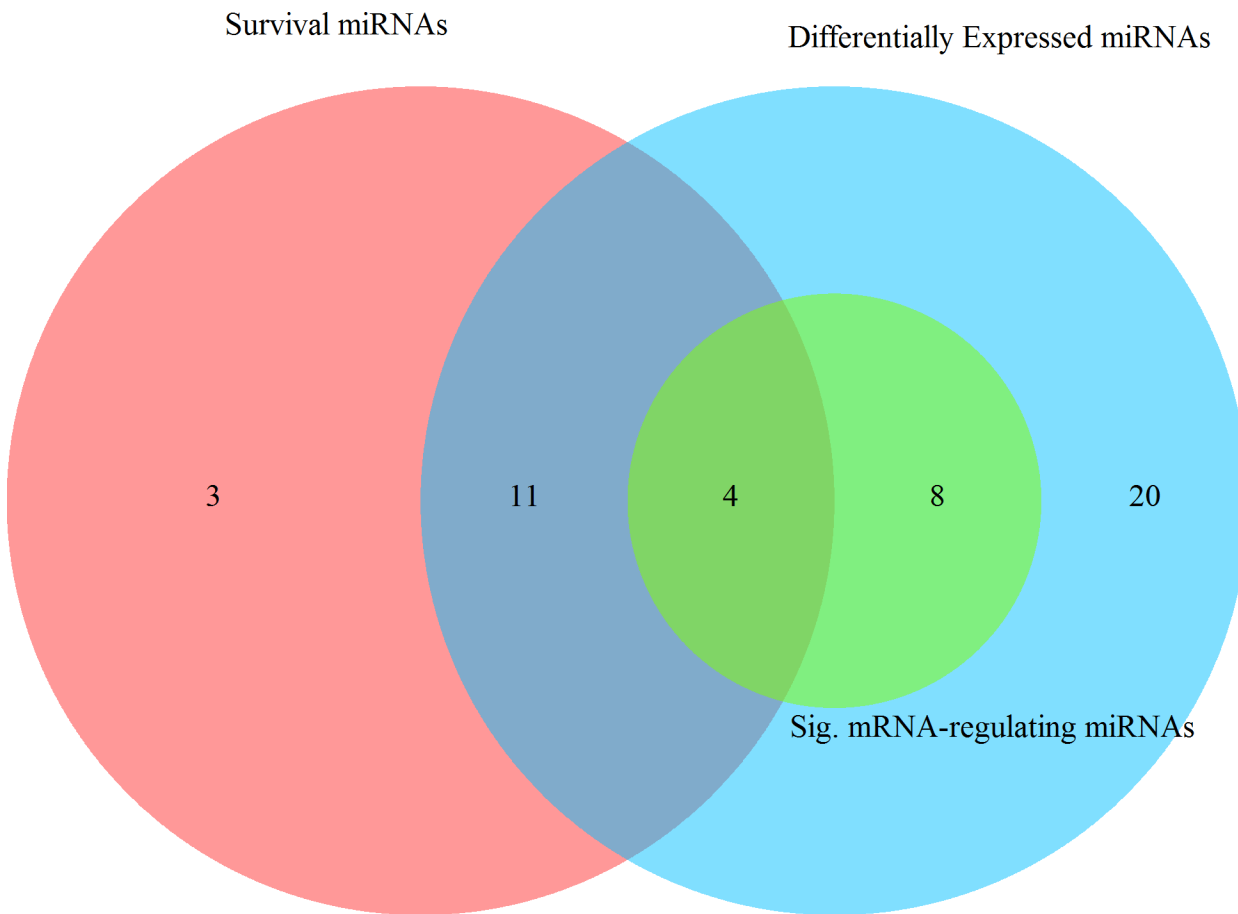 Survival miRNAs
Differentially Expressed miRNAs
3
11
4
8
20
Sig. mRNA-regulating miRNAs